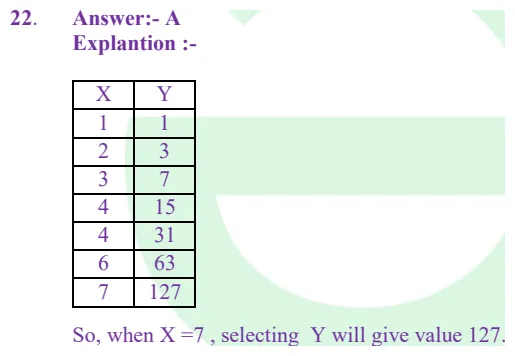 22. Answer:- A
Explantion :-
X Y
1 1
2 3
3 7
4 15
4 31
6 63
7 127
So, when X =7 , selecting Y will give value 127.